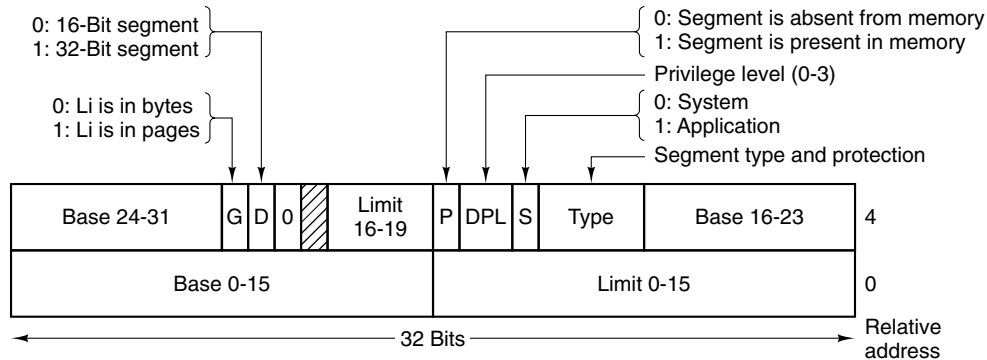 0: 16-Bit segment
1: 32-Bit segment
0: Li is in bytes
1: Li is in pages
0: Segment is absent from memory
1: Segment is present in memory
Privilege level (0-3)
0: System
1: Application
Segment type and protection
Base 24-31 G D 0 Limit 16-19 P DPL S Type Base 16-23 4
Base 0-15 Limit 0-15 0
32 Bits
Relative
address